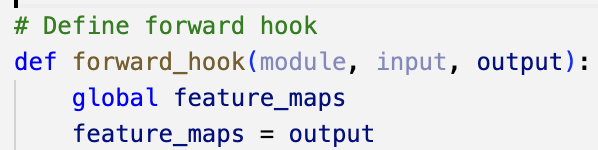 # Define forward hook
def forward_hook(module, input, output):
    global feature_maps
    feature_maps = output